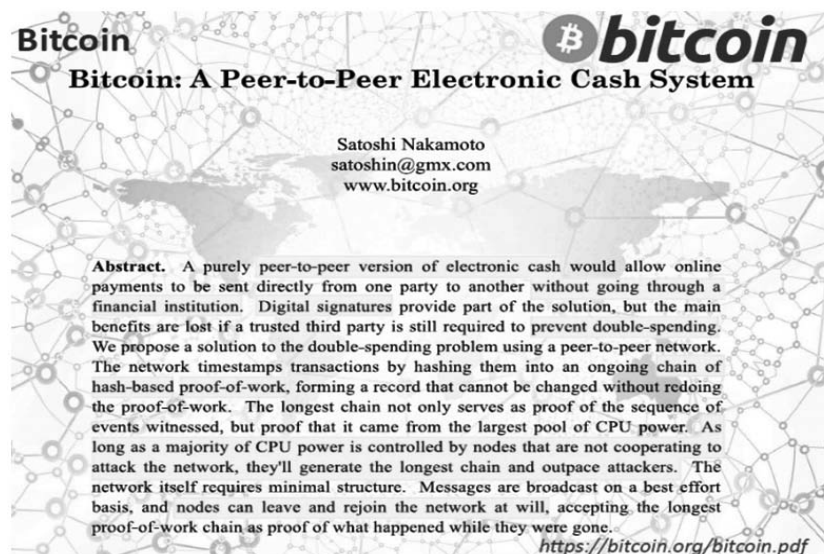 Bitcoin
bitcoin
Bitcoin: A Peer-to-Peer Electronic Cash System
Satoshi Nakamoto
satoshin@gmx.com
www.bitcoin.org
Abstract. A purely peer-to-peer version of electronic cash would allow online
payments to be sent directly from one party to another without going through a
financial institution. Digital signatures provide part of the solution, but the main
benefits are lost if a trusted third party is still required to prevent double-spending.
We propose a solution to the double-spending problem using a peer-to-peer network.
The network timestamps transactions by hashing them into an ongoing chain of
hash-based proof-of-work, forming a record that cannot be changed without redoing
the proof-of-work. The longest chain not only serves as proof of the sequence of
events witnessed, but proof that it came from the largest pool of CPU power. As
long as a majority of CPU power is controlled by nodes that are not cooperating to
attack the network, they'll generate the longest chain and outpace attackers. The
network itself requires minimal structure. Messages are broadcast on a best effort
basis, and nodes can leave and rejoin the network at will, accepting the longest
proof-of-work chain as proof of what happened while they were gone.
https://bitcoin.org/bitcoin.pdf